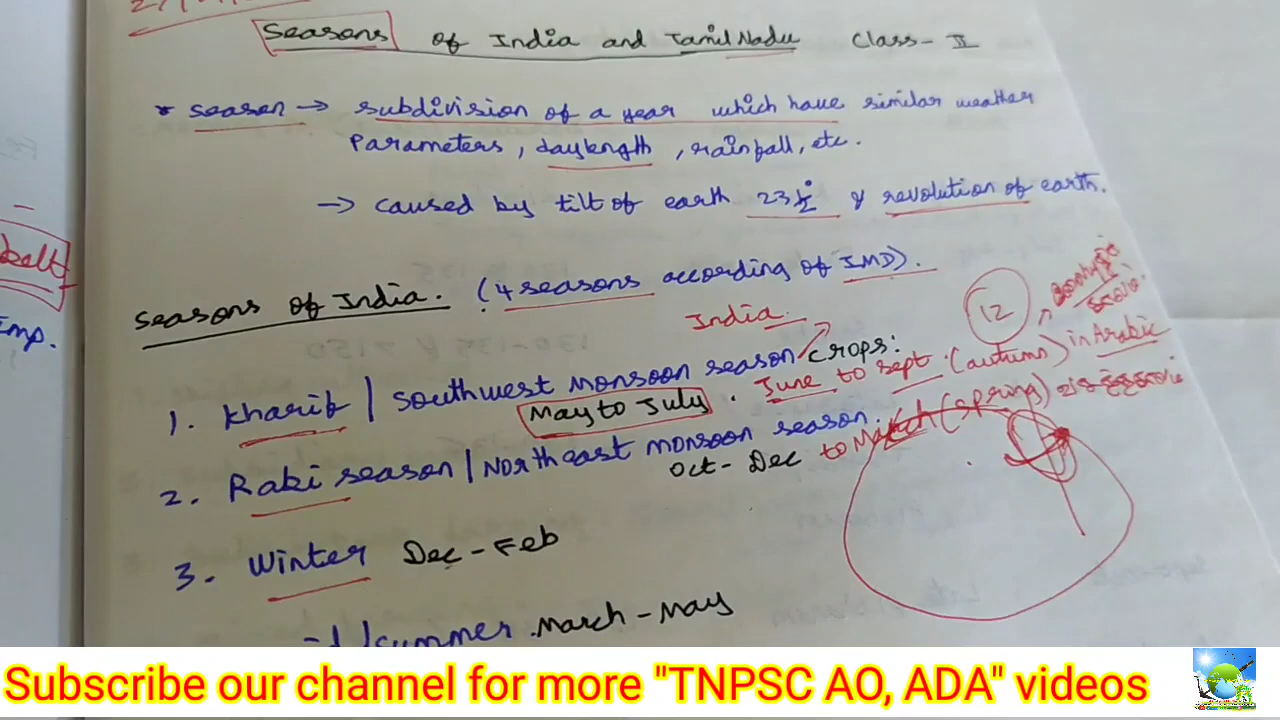 Seasons of India and Tamil Nadu Class - II
* season → subdivision of a year which have similar weather
parameters, daylength, rainfall, etc.
→ caused by tilt of earth 23½° & revolution of earth.
Seasons of India. (4 seasons according of IMD).
India
12
1. Kharif / Southwest monsoon season crops:
May to July. June to Sept. (autumn) in Arabic
2. Rabi season / Northeast monsoon season.
Oct - Dec to March (spring)
3. Winter Dec - Feb
summer. March - May
belt
Imp.
Subscribe our channel for more "TNPSC AO, ADA" videos